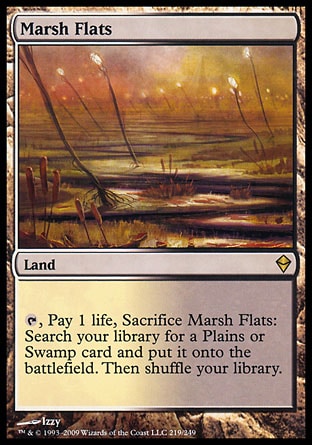 Marsh Flats
Land
, Pay 1 life, Sacrifice Marsh Flats:
Search your library for a Plains or
Swamp card and put it onto the
battlefield. Then shuffle your library.
Izzy
™ & © 1993–2009 Wizards of the Coast LLC 219/249